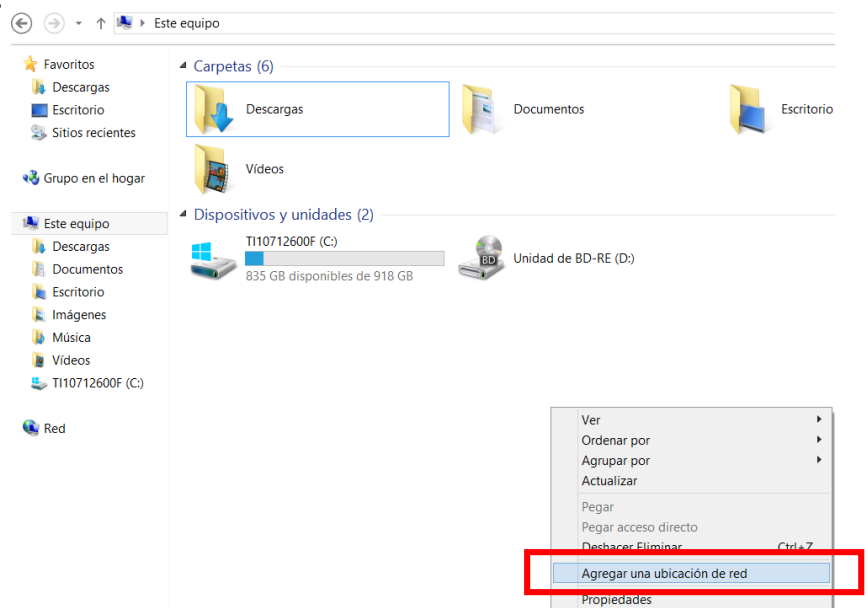 Este equipo
Favoritos
Descargas
Escritorio
Sitios recientes
Grupo en el hogar
Este equipo
Descargas
Documentos
Escritorio
Imágenes
Música
Vídeos
TI10712600F (C:)
Red
Carpetas (6)
Descargas
Documentos
Escritorio
Vídeos
Dispositivos y unidades (2)
TI10712600F (C:)
835 GB disponibles de 918 GB
BD
Unidad de BD-RE (D:)
Ver
Ordenar por
Agrupar por
Actualizar
Pegar
Pegar acceso directo
Deshacer Eliminar Ctrl+Z
Agregar una ubicación de red
Propiedades